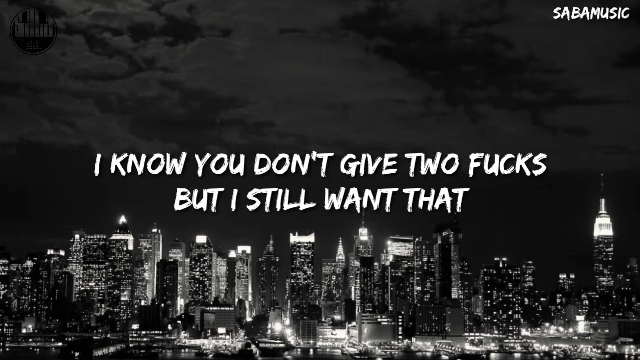 SABAMUSIC
I KNOW YOU DON'T GIVE TWO FUCKS
BUT I STILL WANT THAT